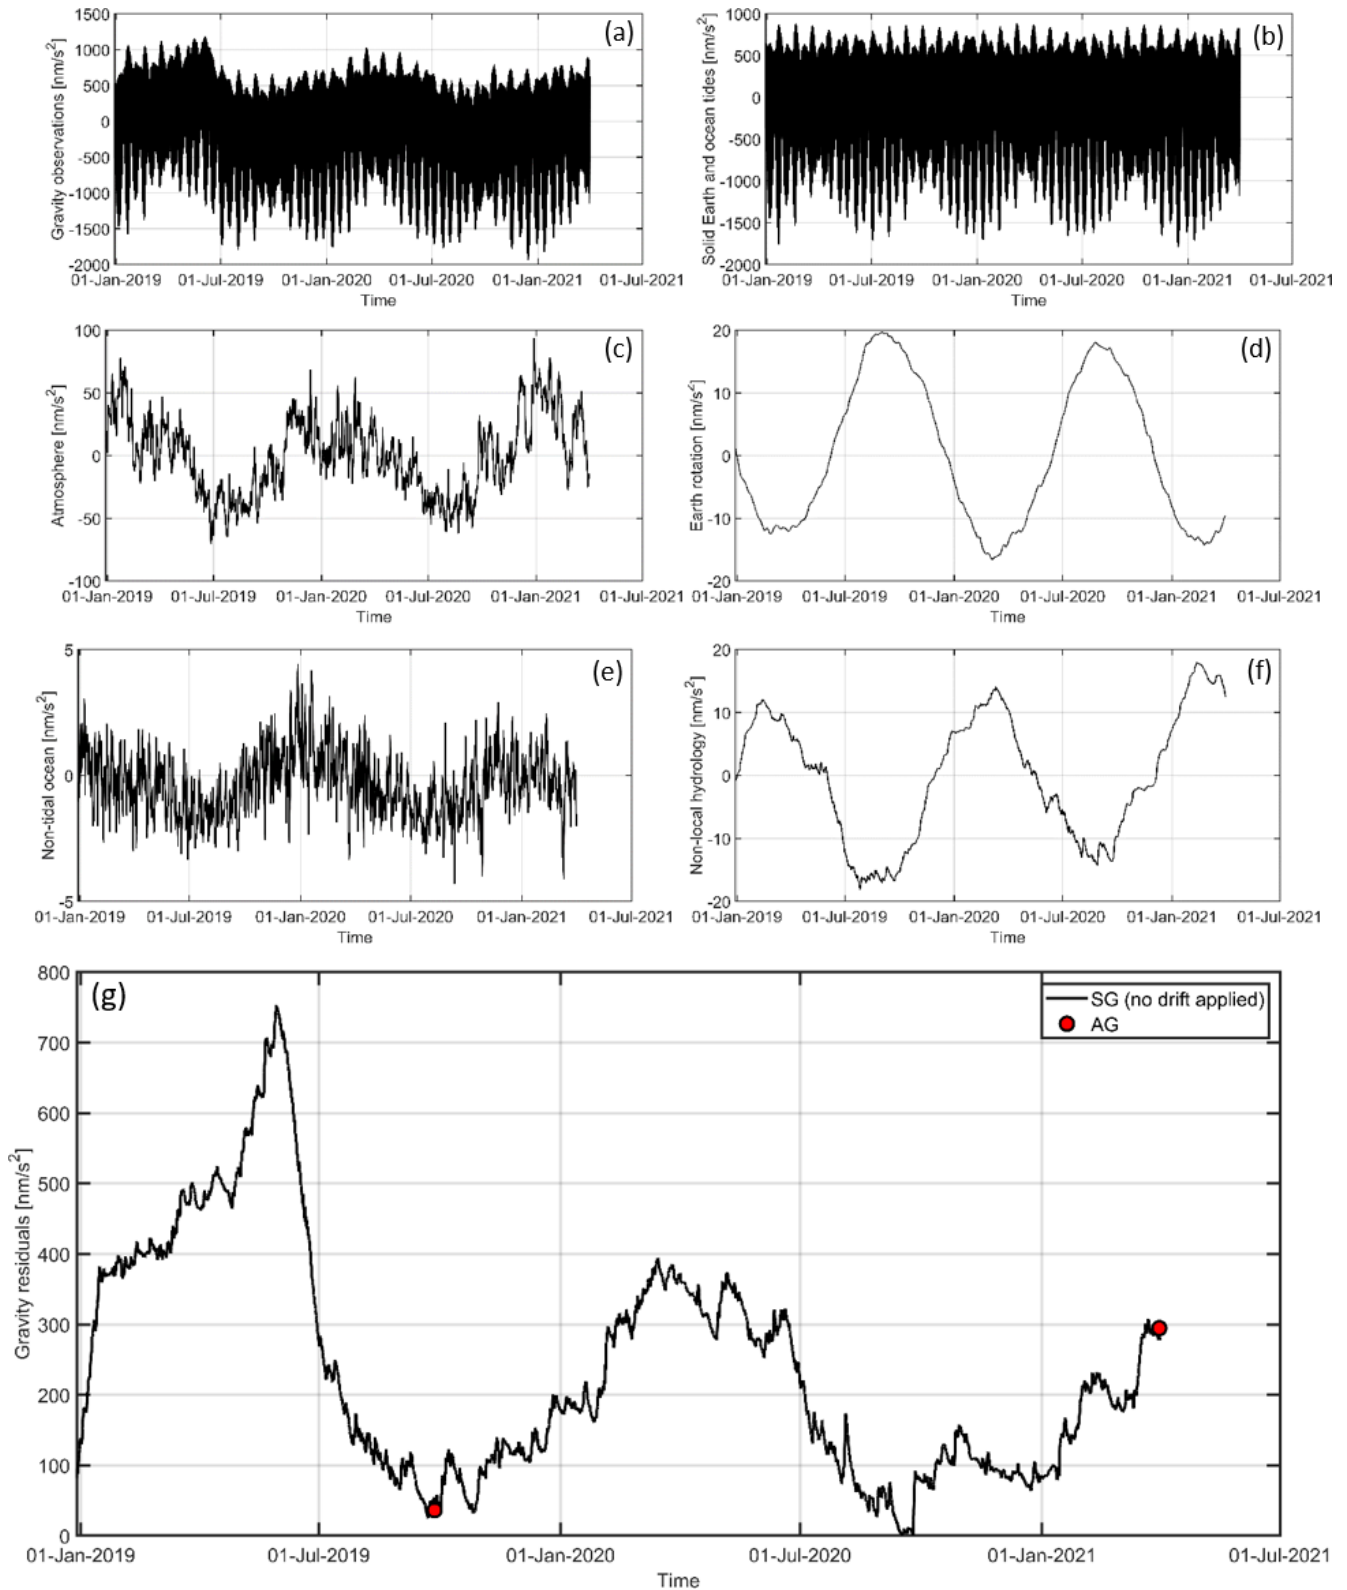 (a)
Gravity observations [nm/s²]
1500
1000
500
0
-500
-1000
-1500
-2000
01-Jan-2019 01-Jul-2019 01-Jan-2020 01-Jul-2020 01-Jan-2021 01-Jul-2021
Time
(b)
Solid Earth and ocean tides [nm/s²]
1000
500
0
-500
-1000
-1500
-2000
01-Jan-2019 01-Jul-2019 01-Jan-2020 01-Jul-2020 01-Jan-2021 01-Jul-2021
Time
(c)
Atmosphere [nm/s²]
100
50
0
-50
-100
01-Jan-2019 01-Jul-2019 01-Jan-2020 01-Jul-2020 01-Jan-2021 01-Jul-2021
Time
(d)
Earth rotation [nm/s²]
20
10
0
-10
-20
01-Jan-2019 01-Jul-2019 01-Jan-2020 01-Jul-2020 01-Jan-2021 01-Jul-2021
Time
(e)
Non-tidal ocean [nm/s²]
5
0
-5
01-Jan-2019 01-Jul-2019 01-Jan-2020 01-Jul-2020 01-Jan-2021 01-Jul-2021
Time
(f)
Non-local hydrology [nm/s²]
20
10
0
-10
-20
01-Jan-2019 01-Jul-2019 01-Jan-2020 01-Jul-2020 01-Jan-2021 01-Jul-2021
Time
(g)
SG (no drift applied)
AG
Gravity residuals [nm/s²]
800
700
600
500
400
300
200
100
0
01-Jan-2019 01-Jul-2019 01-Jan-2020 01-Jul-2020 01-Jan-2021 01-Jul-2021
Time